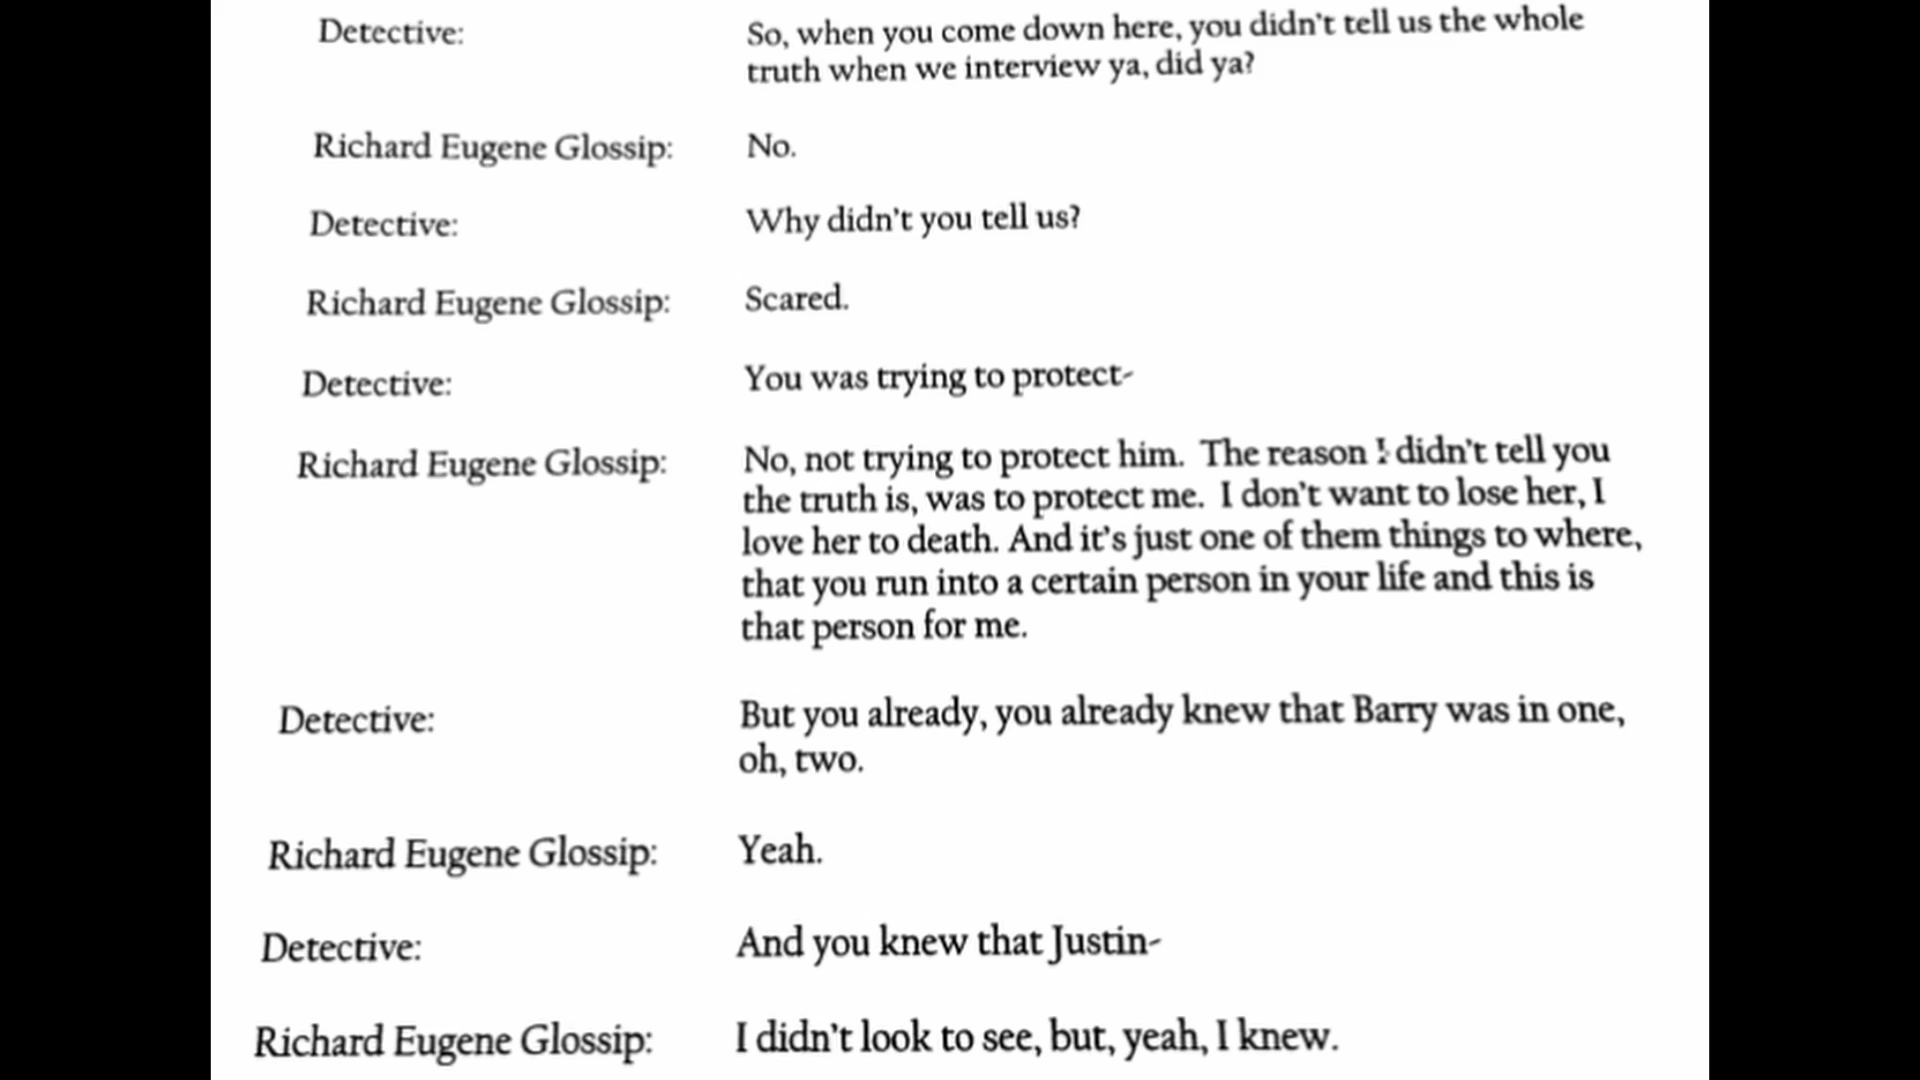 Detective: So, when you come down here, you didn't tell us the whole
truth when we interview ya, did ya?
Richard Eugene Glossip: No.
Detective: Why didn't you tell us?
Richard Eugene Glossip: Scared.
Detective: You was trying to protect-
Richard Eugene Glossip: No, not trying to protect him. The reason I didn't tell you
the truth is, was to protect me. I don't want to lose her, I
love her to death. And it's just one of them things to where,
that you run into a certain person in your life and this is
that person for me.
Detective: But you already, you already knew that Barry was in one,
oh, two.
Richard Eugene Glossip: Yeah.
Detective: And you knew that Justin-
Richard Eugene Glossip: I didn't look to see, but, yeah, I knew.